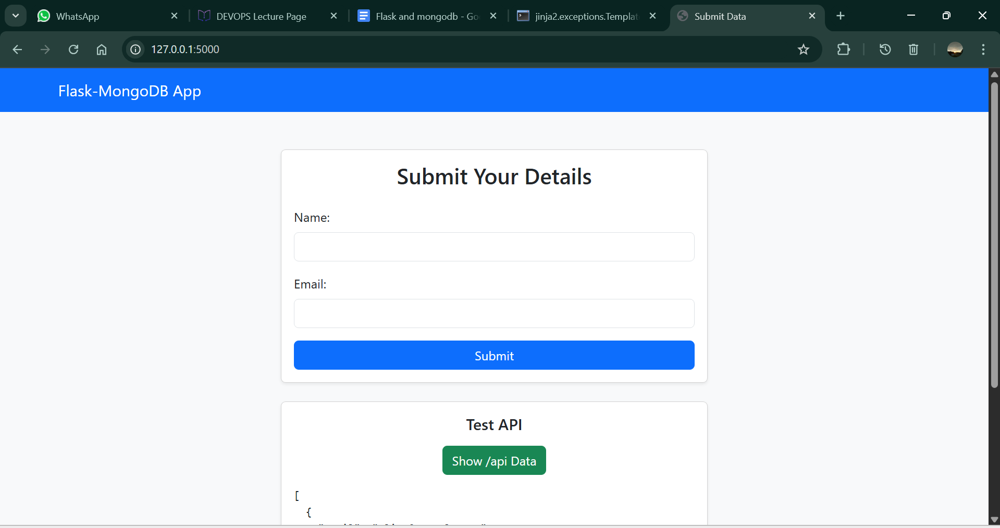 WhatsApp
DEVOPS Lecture Page
Flask and mongodb - Go
jinja2.exceptions.Templat
Submit Data
127.0.0.1:5000
Flask-MongoDB App
Submit Your Details
Name:
Email:
Submit
Test API
Show /api Data
[
{